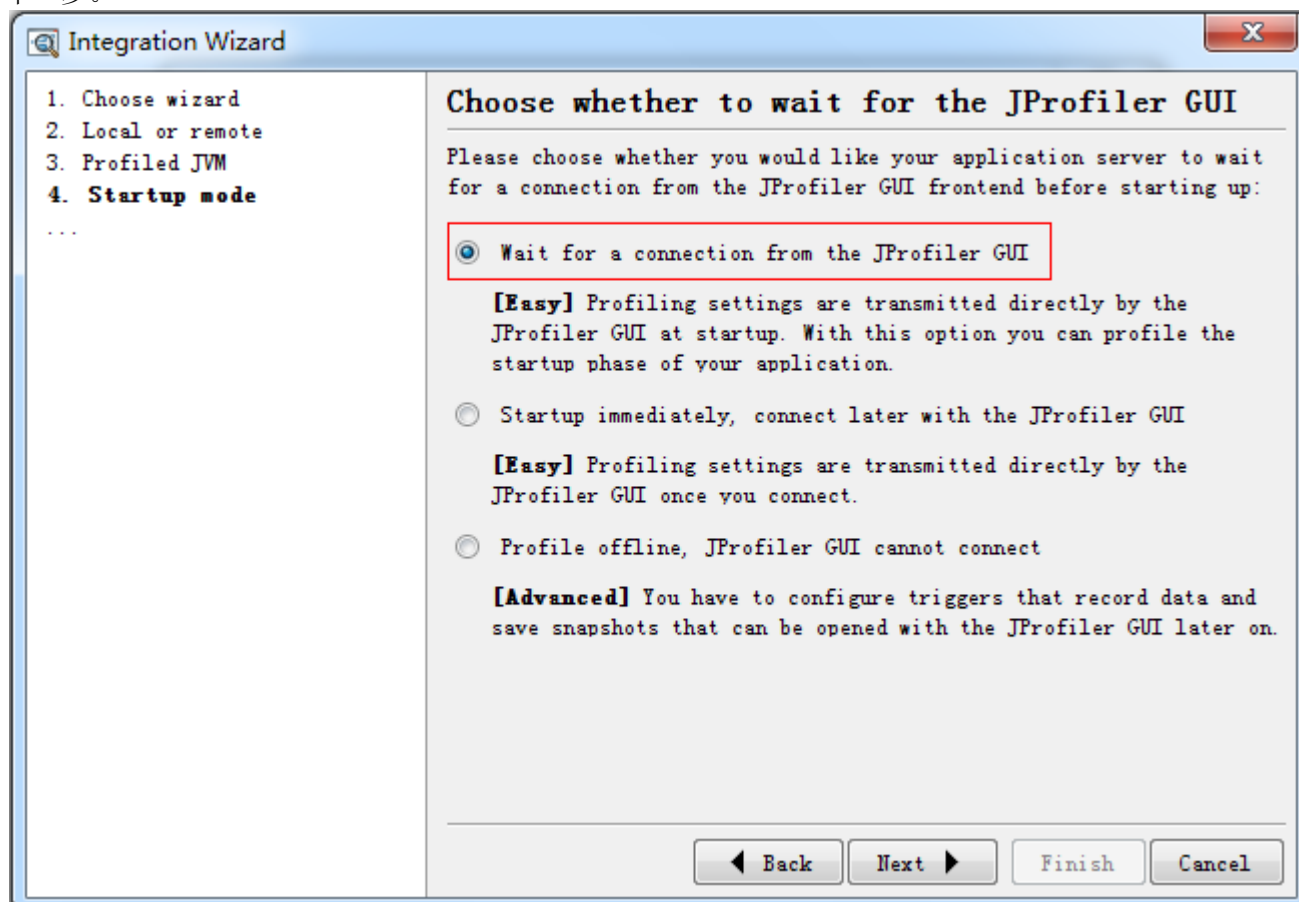 Integration Wizard
1. Choose wizard
2. Local or remote
3. Profiled JVM
4. Startup mode
...
Choose whether to wait for the JProfiler GUI
Please choose whether you would like your application server to wait
for a connection from the JProfiler GUI frontend before starting up:
Wait for a connection from the JProfiler GUI
[Easy] Profiling settings are transmitted directly by the
JProfiler GUI at startup. With this option you can profile the
startup phase of your application.
Startup immediately, connect later with the JProfiler GUI
[Easy] Profiling settings are transmitted directly by the
JProfiler GUI once you connect.
Profile offline, JProfiler GUI cannot connect
[Advanced] You have to configure triggers that record data and
save snapshots that can be opened with the JProfiler GUI later on.
Back Next Finish Cancel